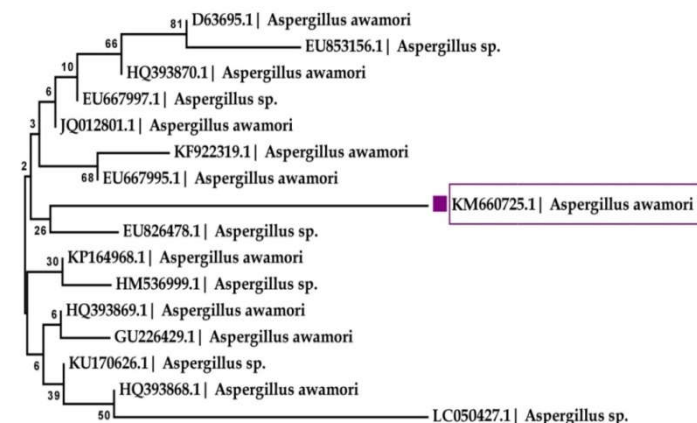 81 D63695.1| Aspergillus awamori
EU853156.1| Aspergillus sp.
66
HQ393870.1| Aspergillus awamori
10
EU667997.1| Aspergillus sp.
6
JQ012801.1| Aspergillus awamori
3
KF922319.1| Aspergillus awamori
68 EU667995.1| Aspergillus awamori
2
KM660725.1| Aspergillus awamori
26 EU826478.1| Aspergillus sp.
30 KP164968.1| Aspergillus awamori
HM536999.1| Aspergillus sp.
6 HQ393869.1| Aspergillus awamori
GU226429.1| Aspergillus awamori
6 KU170626.1| Aspergillus sp.
39 HQ393868.1| Aspergillus awamori
50 LC050427.1| Aspergillus sp.